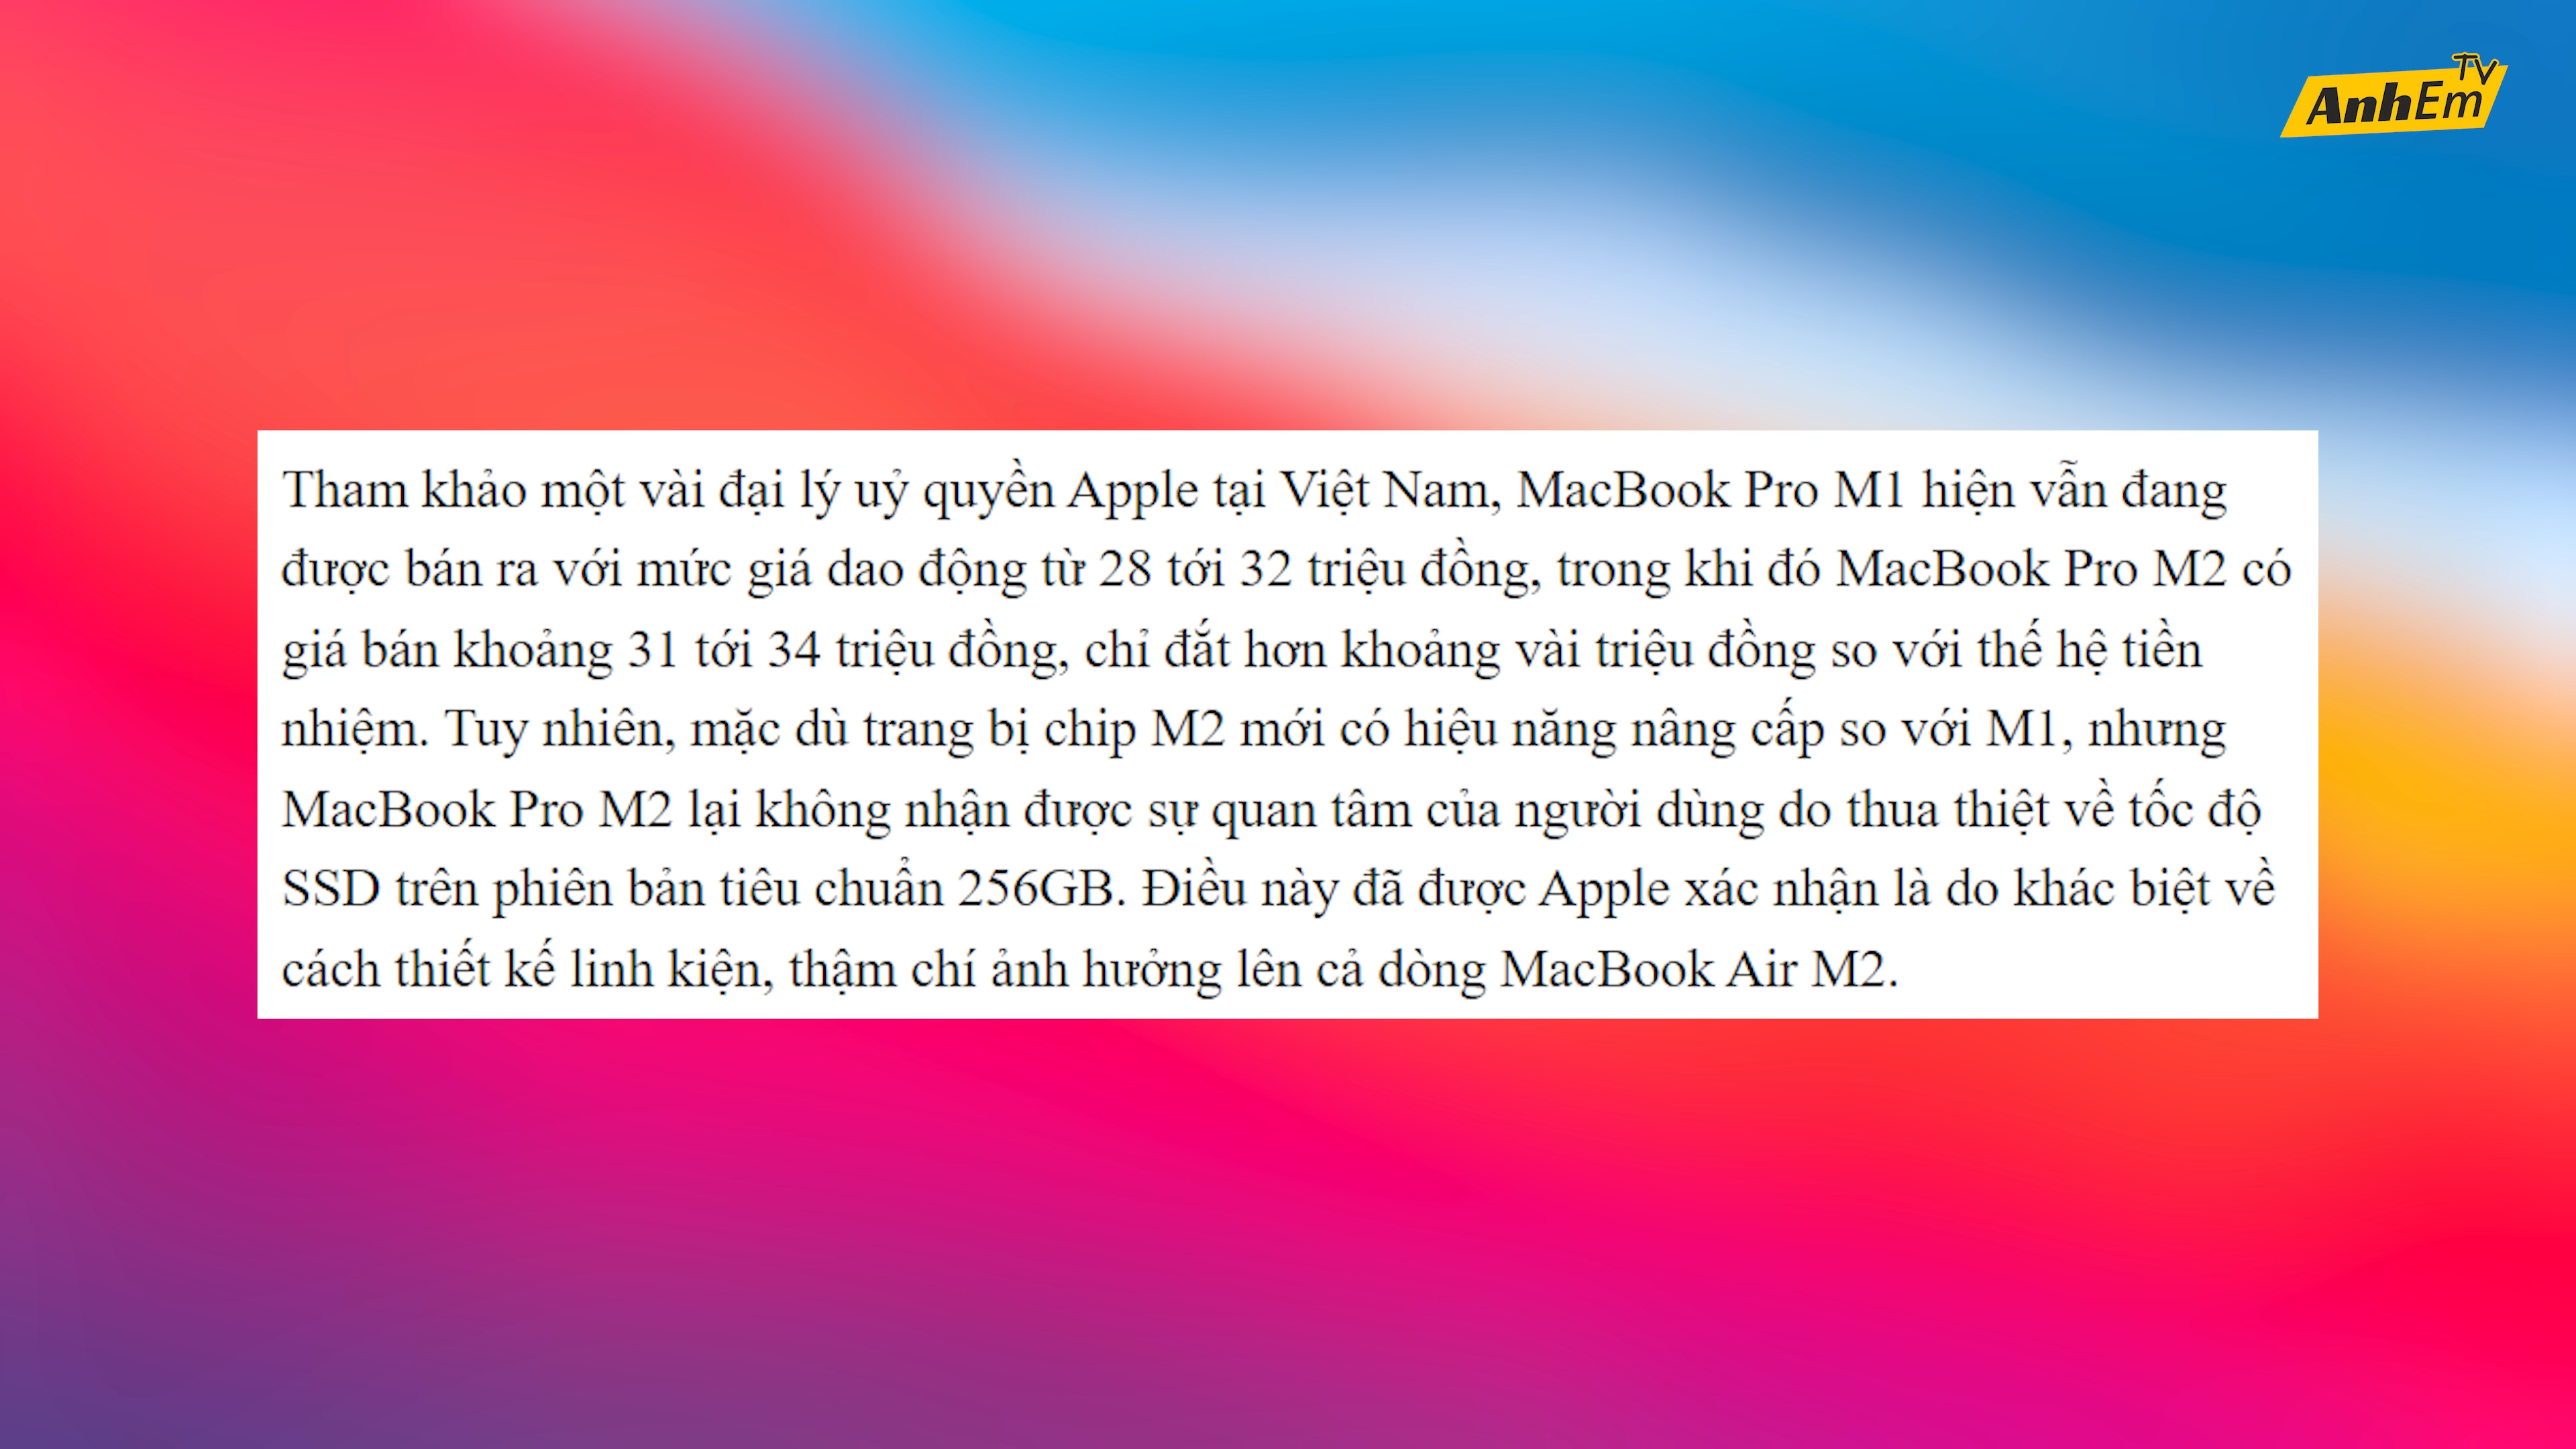 TV
AnhEm
Tham khảo một vài đại lý uỷ quyền Apple tại Việt Nam, MacBook Pro M1 hiện vẫn đang
được bán ra với mức giá dao động từ 28 tới 32 triệu đồng, trong khi đó MacBook Pro M2 có
giá bán khoảng 31 tới 34 triệu đồng, chỉ đắt hơn khoảng vài triệu đồng so với thế hệ tiền
nhiệm. Tuy nhiên, mặc dù trang bị chip M2 mới có hiệu năng nâng cấp so với M1, nhưng
MacBook Pro M2 lại không nhận được sự quan tâm của người dùng do thua thiệt về tốc độ
SSD trên phiên bản tiêu chuẩn 256GB. Điều này đã được Apple xác nhận là do khác biệt về
cách thiết kế linh kiện, thậm chí ảnh hưởng lên cả dòng MacBook Air M2.